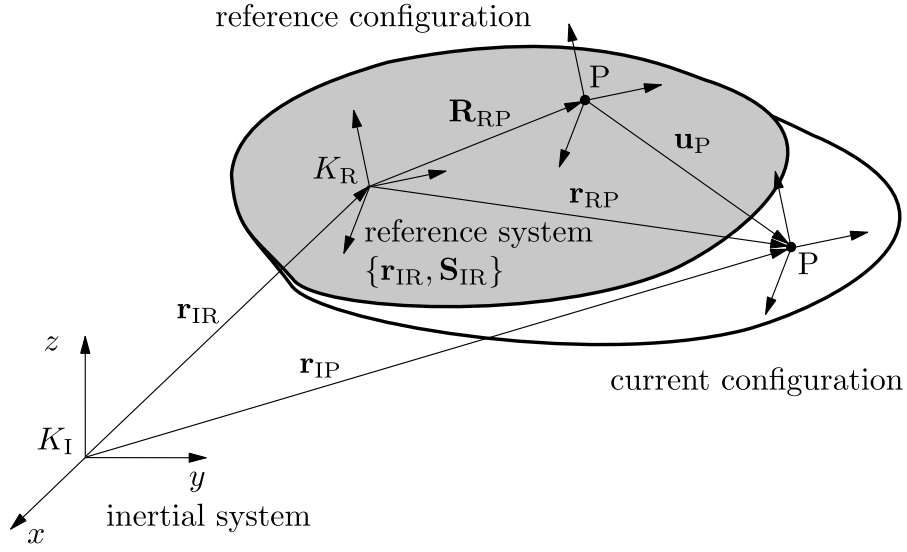 reference configuration
P
R_RP
u_P
K_R
r_RP
reference system
{r_IR, S_IR}
P
r_IR
z
r_IP
current configuration
K_I
y
inertial system
x